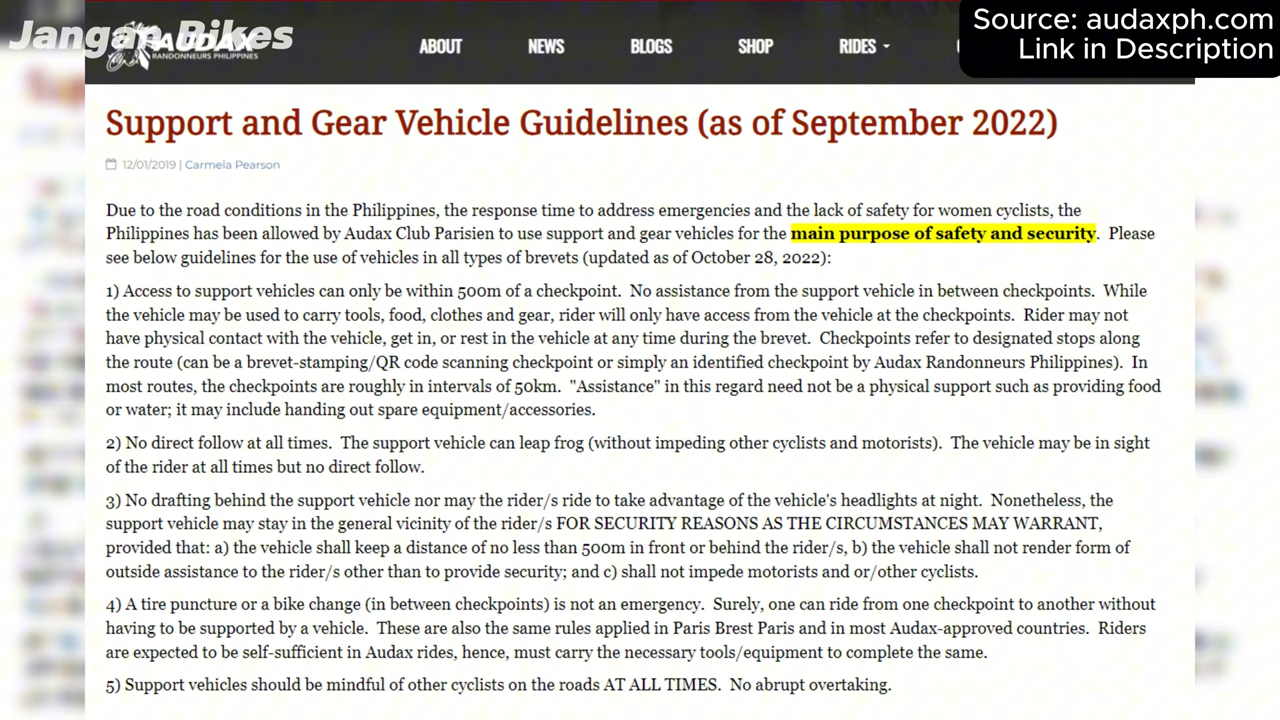 Jangan Bikes
AUDAX
RANDONNEURS PHILIPPINES
ABOUT
NEWS
BLOGS
SHOP
RIDES
Source: audaxph.com
Link in Description
Support and Gear Vehicle Guidelines (as of September 2022)
12/01/2019 | Carmela Pearson
Due to the road conditions in the Philippines, the response time to address emergencies and the lack of safety for women cyclists, the
Philippines has been allowed by Audax Club Parisien to use support and gear vehicles for the main purpose of safety and security. Please
see below guidelines for the use of vehicles in all types of brevets (updated as of October 28, 2022):
1) Access to support vehicles can only be within 500m of a checkpoint. No assistance from the support vehicle in between checkpoints. While
the vehicle may be used to carry tools, food, clothes and gear, rider will only have access from the vehicle at the checkpoints. Rider may not
have physical contact with the vehicle, get in, or rest in the vehicle at any time during the brevet. Checkpoints refer to designated stops along
the route (can be a brevet-stamping/QR code scanning checkpoint or simply an identified checkpoint by Audax Randonneurs Philippines). In
most routes, the checkpoints are roughly in intervals of 50km. "Assistance" in this regard need not be a physical support such as providing food
or water; it may include handing out spare equipment/accessories.
2) No direct follow at all times. The support vehicle can leap frog (without impeding other cyclists and motorists). The vehicle may be in sight
of the rider at all times but no direct follow.
3) No drafting behind the support vehicle nor may the rider/s ride to take advantage of the vehicle's headlights at night. Nonetheless, the
support vehicle may stay in the general vicinity of the rider/s FOR SECURITY REASONS AS THE CIRCUMSTANCES MAY WARRANT,
provided that: a) the vehicle shall keep a distance of no less than 500m in front or behind the rider/s, b) the vehicle shall not render form of
outside assistance to the rider/s other than to provide security; and c) shall not impede motorists and or/other cyclists.
4) A tire puncture or a bike change (in between checkpoints) is not an emergency. Surely, one can ride from one checkpoint to another without
having to be supported by a vehicle. These are also the same rules applied in Paris Brest Paris and in most Audax-approved countries. Riders
are expected to be self-sufficient in Audax rides, hence, must carry the necessary tools/equipment to complete the same.
5) Support vehicles should be mindful of other cyclists on the roads AT ALL TIMES. No abrupt overtaking.